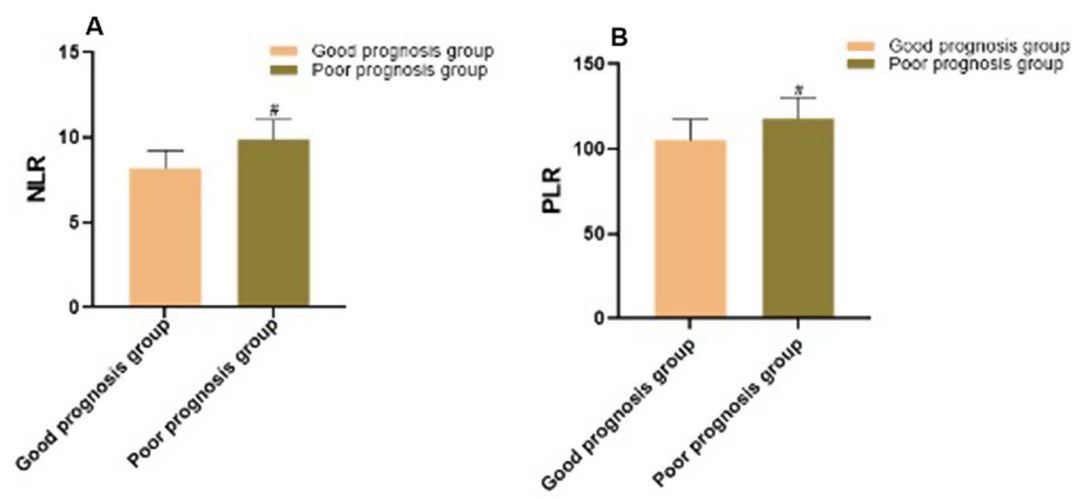 A
NLR
15
10
5
0
Good prognosis group
Poor prognosis group
#
Good prognosis group
Poor prognosis group
B
PLR
150
100
50
0
Good prognosis group
Poor prognosis group
#
Good prognosis group
Poor prognosis group